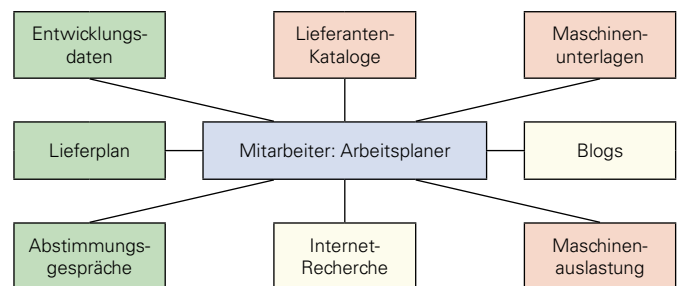 Entwicklungs-
daten
Lieferanten-
Kataloge
Maschinen-
unterlagen
Lieferplan
Mitarbeiter: Arbeitsplaner
Blogs
Abstimmungs-
gespräche
Internet-
Recherche
Maschinen-
auslastung